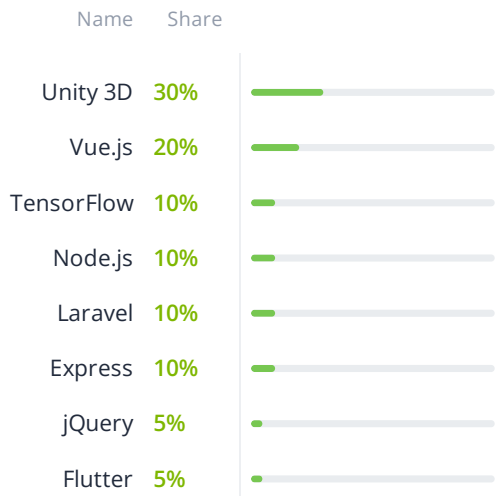 Name Share
Unity 3D 30%
Vue.js 20%
TensorFlow 10%
Node.js 10%
Laravel 10%
Express 10%
jQuery 5%
Flutter 5%